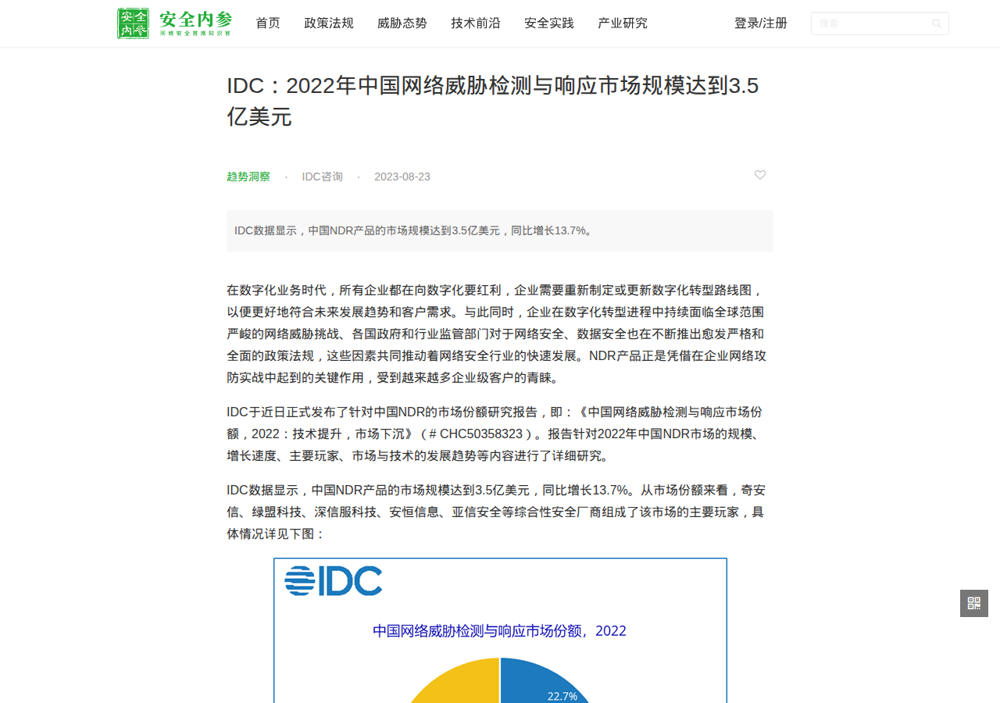 安全内参
安全内参
网络安全首席知识官
首页 政策法规 威胁态势 技术前沿 安全实践 产业研究 登录/注册 搜索
IDC：2022年中国网络威胁检测与响应市场规模达到3.5
亿美元
趋势洞察 · IDC咨询 · 2023-08-23
IDC数据显示，中国NDR产品的市场规模达到3.5亿美元，同比增长13.7%。
在数字化业务时代，所有企业都在向数字化要红利，企业需要重新制定或更新数字化转型路线图，
以便更好地符合未来发展趋势和客户需求。与此同时，企业在数字化转型进程中持续面临全球范围
严峻的网络威胁挑战、各国政府和行业监管部门对于网络安全、数据安全也在不断推出愈发严格和
全面的政策法规，这些因素共同推动着网络安全行业的快速发展。NDR产品正是凭借在企业网络攻
防实战中起到的关键作用，受到越来越多企业级客户的青睐。
IDC于近日正式发布了针对中国NDR的市场份额研究报告，即：《中国网络威胁检测与响应市场份
额，2022：技术提升，市场下沉》（# CHC50358323）。报告针对2022年中国NDR市场的规模、
增长速度、主要玩家、市场与技术的发展趋势等内容进行了详细研究。
IDC数据显示，中国NDR产品的市场规模达到3.5亿美元，同比增长13.7%。从市场份额来看，奇安
信、绿盟科技、深信服科技、安恒信息、亚信安全等综合性安全厂商组成了该市场的主要玩家，具
体情况详见下图：
IDC
中国网络威胁检测与响应市场份额，2022
22.7%